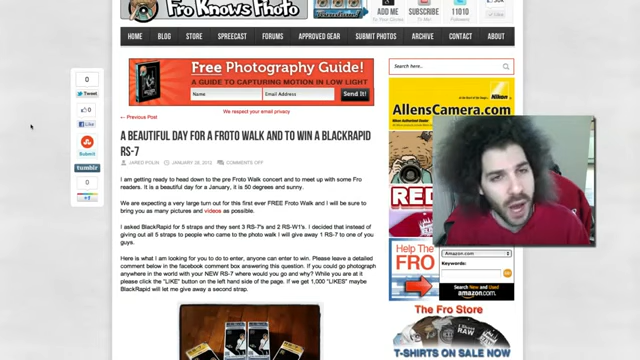 Fro Knows Photo
ADD ME
SUBSCRIBE
11010
HOME BLOG STORE SPREECAST FORUMS APPROVED GEAR SUBMIT PHOTOS ARCHIVE CONTACT ABOUT
Free Photography Guide!
A GUIDE TO CAPTURING MOTION IN LOW LIGHT
Name Email Address Send It!
We respect your email privacy
← Previous Post
Search here...
0
Tweet
0
Like
Submit
tumblr.
0
+1
A BEAUTIFUL DAY FOR A FROTO WALK AND TO WIN A BLACKRAPID
RS-7
JARED POLIN JANUARY 28, 2012 COMMENTS OFF
I am getting ready to head down to the pre Froto Walk concert and to meet up with some Fro
readers. It is a beautiful day for a January, it is 50 degrees and sunny.
We are expecting a very large turn out for this first ever FREE Froto Walk and I will be sure to
bring you as many pictures and videos as possible.
I asked BlackRapid for 5 straps and they sent 3 RS-7's and 2 RS-W1's. I decided that instead of
giving out all 5 straps to people who came to the photo walk I will give away 1 RS-7 to one of you
guys.
Here is what I am looking for you to do to enter, anyone can enter to win. Please leave a detailed
comment below in the facebook comment box answering this question. If you could go photograph
anywhere in the world with your NEW RS-7 where would you go and why? While you are at it
please click the "LIKE" button on the left hand side of the page. If we get 1,000 "LIKES" maybe
BlackRapid will let me give away a second strap.
Nikon
AllensCamera.com
RED
Help The
FRO
Amazon.com
Keywords:
Search Now
amazon.com
The Fro Store
T-SHIRTS ON SALE NOW